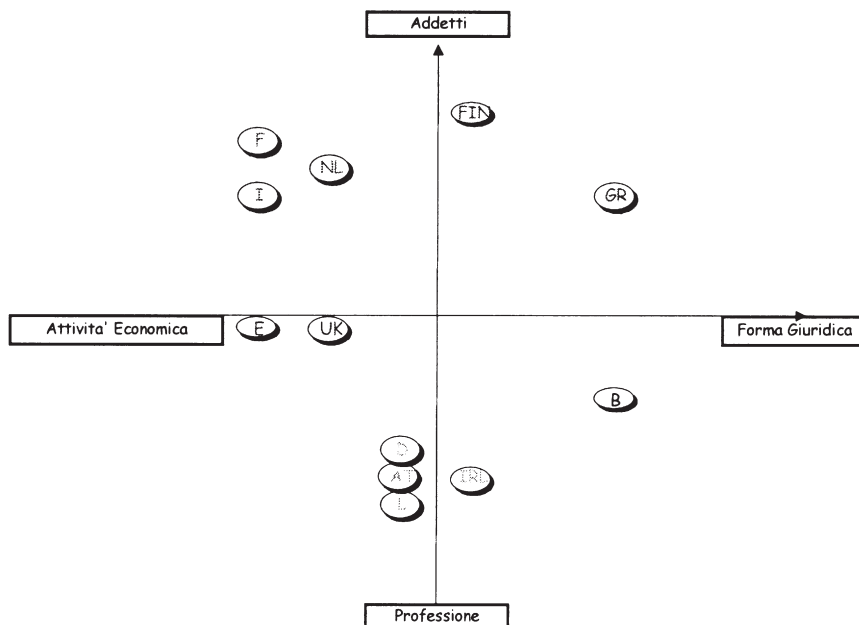 Addetti
FIN
F
NL
I
GR
Attivita' Economica
E
UK
Forma Giuridica
B
D
AT
IRL
L
Professione